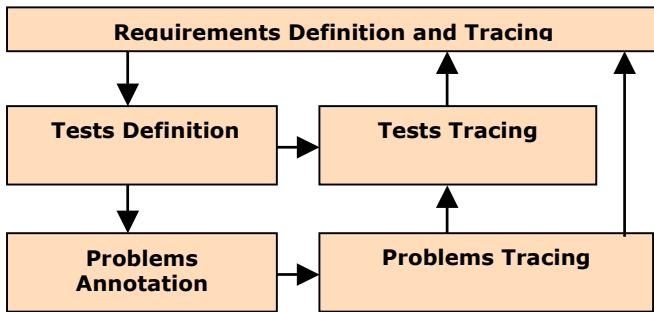 Requirements Definition and Tracing
Tests Definition
Tests Tracing
Problems
Annotation
Problems Tracing